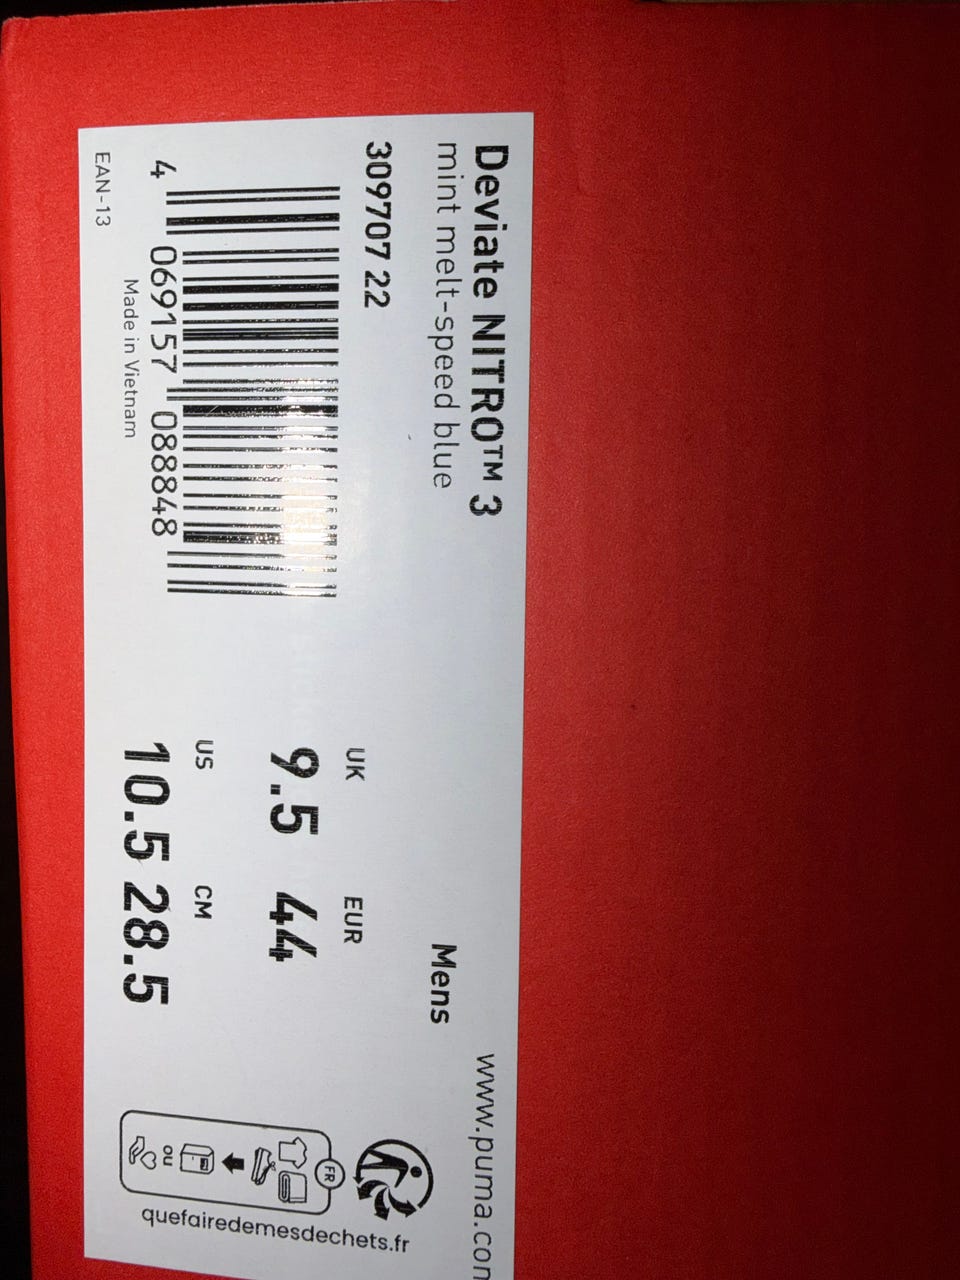 Deviate NITRO™ 3
mint melt-speed blue
309707 22
4 069157 088848
Made in Vietnam
EAN-13
Mens
UK EUR
9.5 44
US CM
10.5 28.5
www.puma.com
FR
ou
quefairedemesdechets.fr